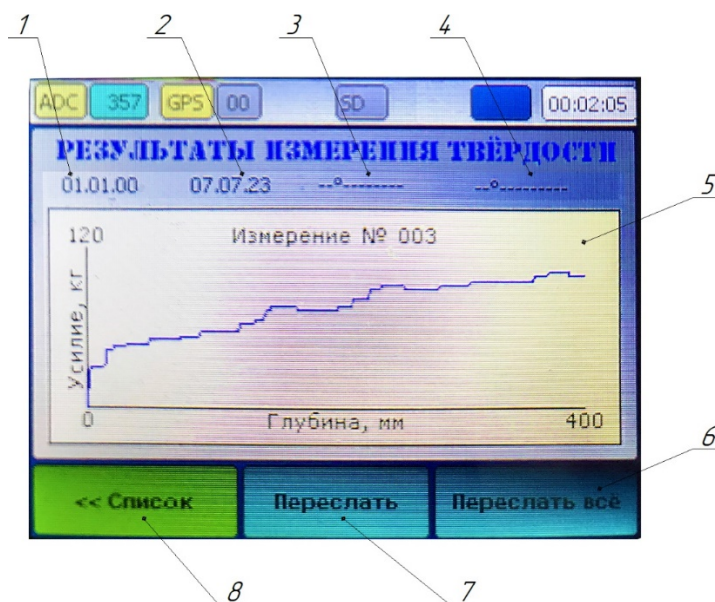 1 2 3 4
ADC 357 GPS 00 SD 00:02:05
РЕЗУЛЬТАТЫ ИЗМЕРЕНИЯ ТВЁРДОСТИ
01.01.00 07.07.23 --°-------- --°---------
5
120 Измерение № 003
Усилие, кг
0 Глубина, мм 400
6
<< Список Переслать Переслать всё
8 7